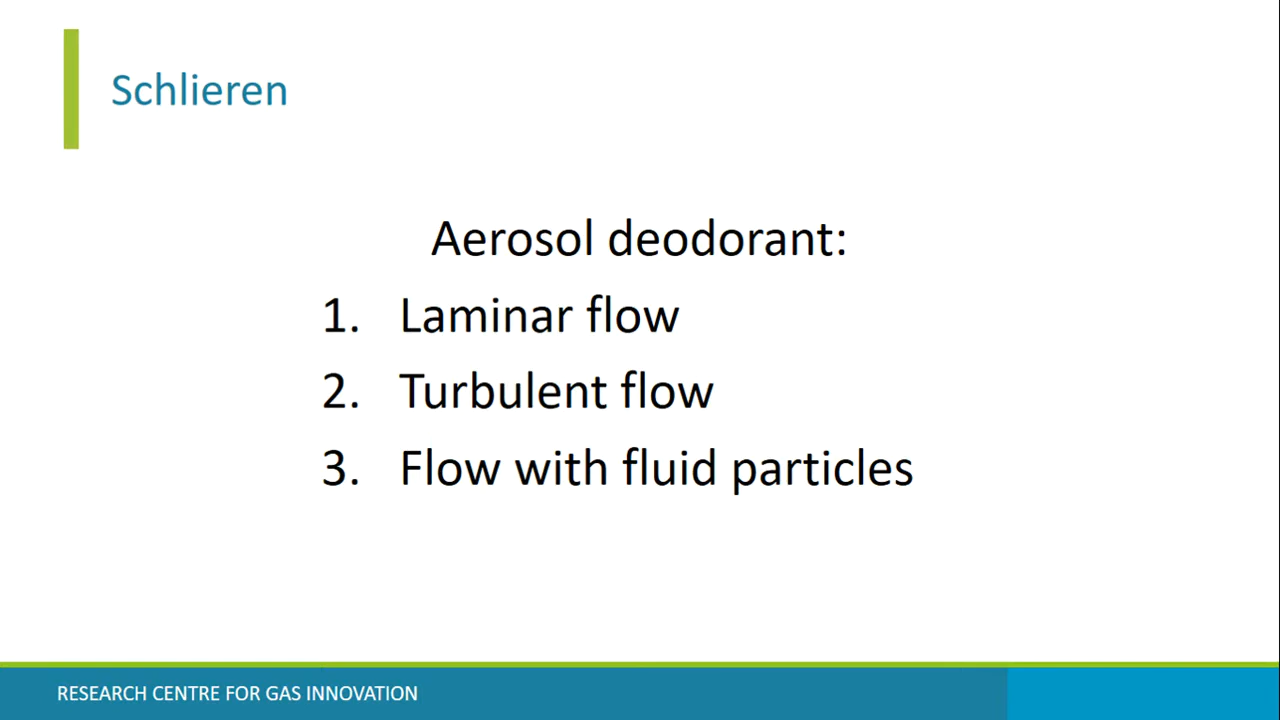 Schlieren
Aerosol deodorant:
1. Laminar flow
2. Turbulent flow
3. Flow with fluid particles
RESEARCH CENTRE FOR GAS INNOVATION